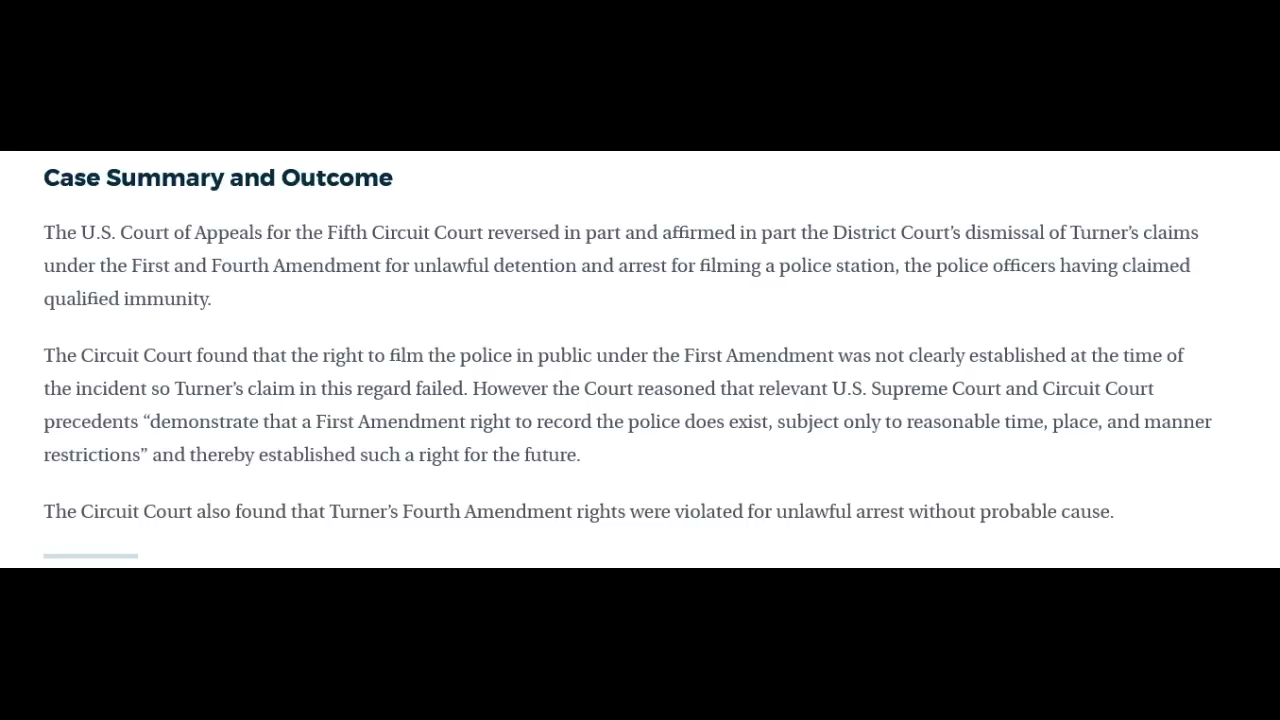 Case Summary and Outcome
The U.S. Court of Appeals for the Fifth Circuit Court reversed in part and affirmed in part the District Court’s dismissal of Turner’s claims
under the First and Fourth Amendment for unlawful detention and arrest for filming a police station, the police officers having claimed
qualified immunity.
The Circuit Court found that the right to film the police in public under the First Amendment was not clearly established at the time of
the incident so Turner’s claim in this regard failed. However the Court reasoned that relevant U.S. Supreme Court and Circuit Court
precedents “demonstrate that a First Amendment right to record the police does exist, subject only to reasonable time, place, and manner
restrictions” and thereby established such a right for the future.
The Circuit Court also found that Turner’s Fourth Amendment rights were violated for unlawful arrest without probable cause.